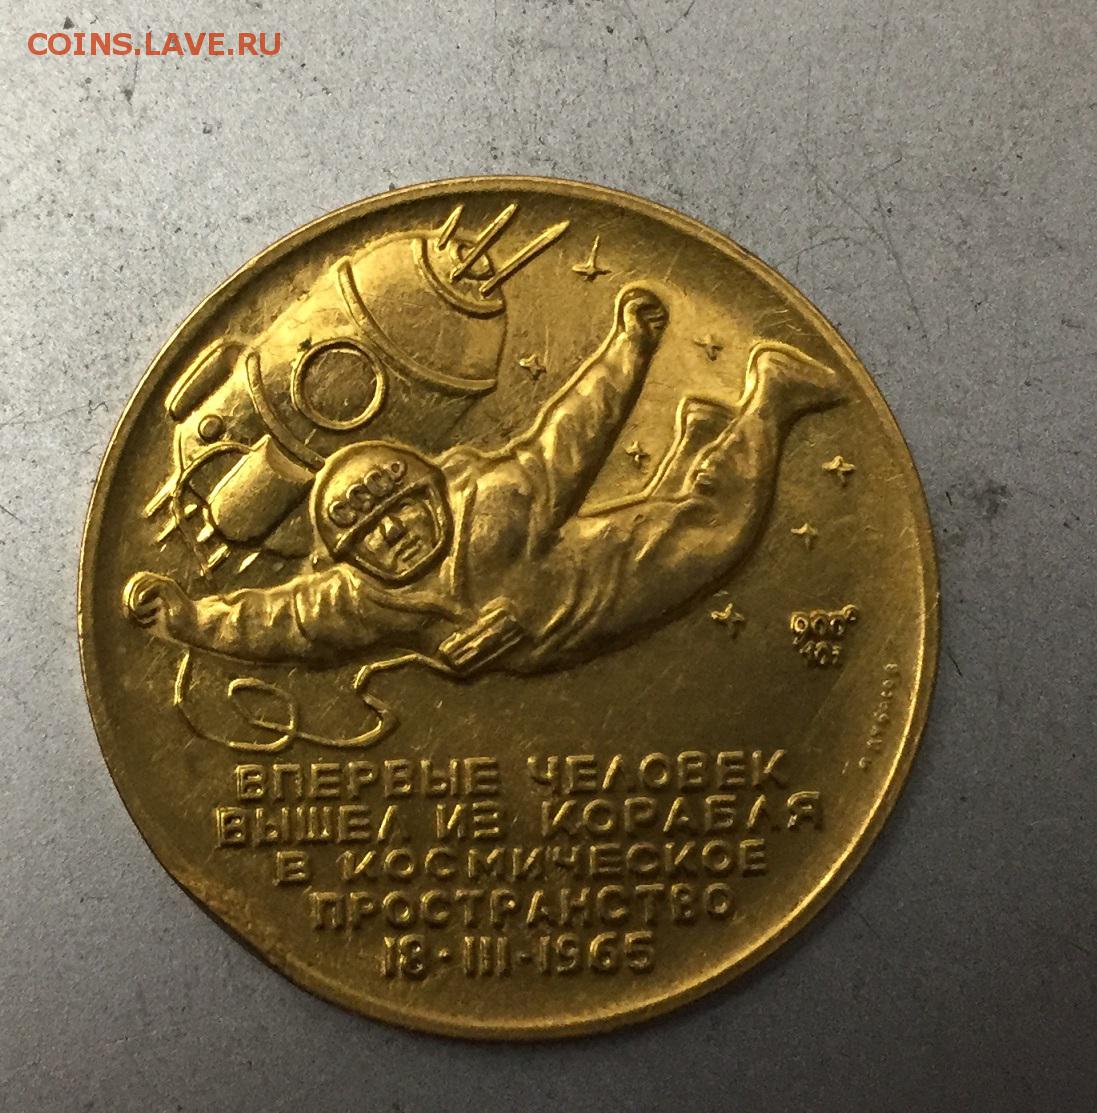 COINS.LAVE.RU
СССР
900°
ВПЕРВЫЕ ЧЕЛОВЕК
ВЫШЕЛ ИЗ КОРАБЛЯ
В КОСМИЧЕСКОЕ
ПРОСТРАНСТВО
18·III·1965